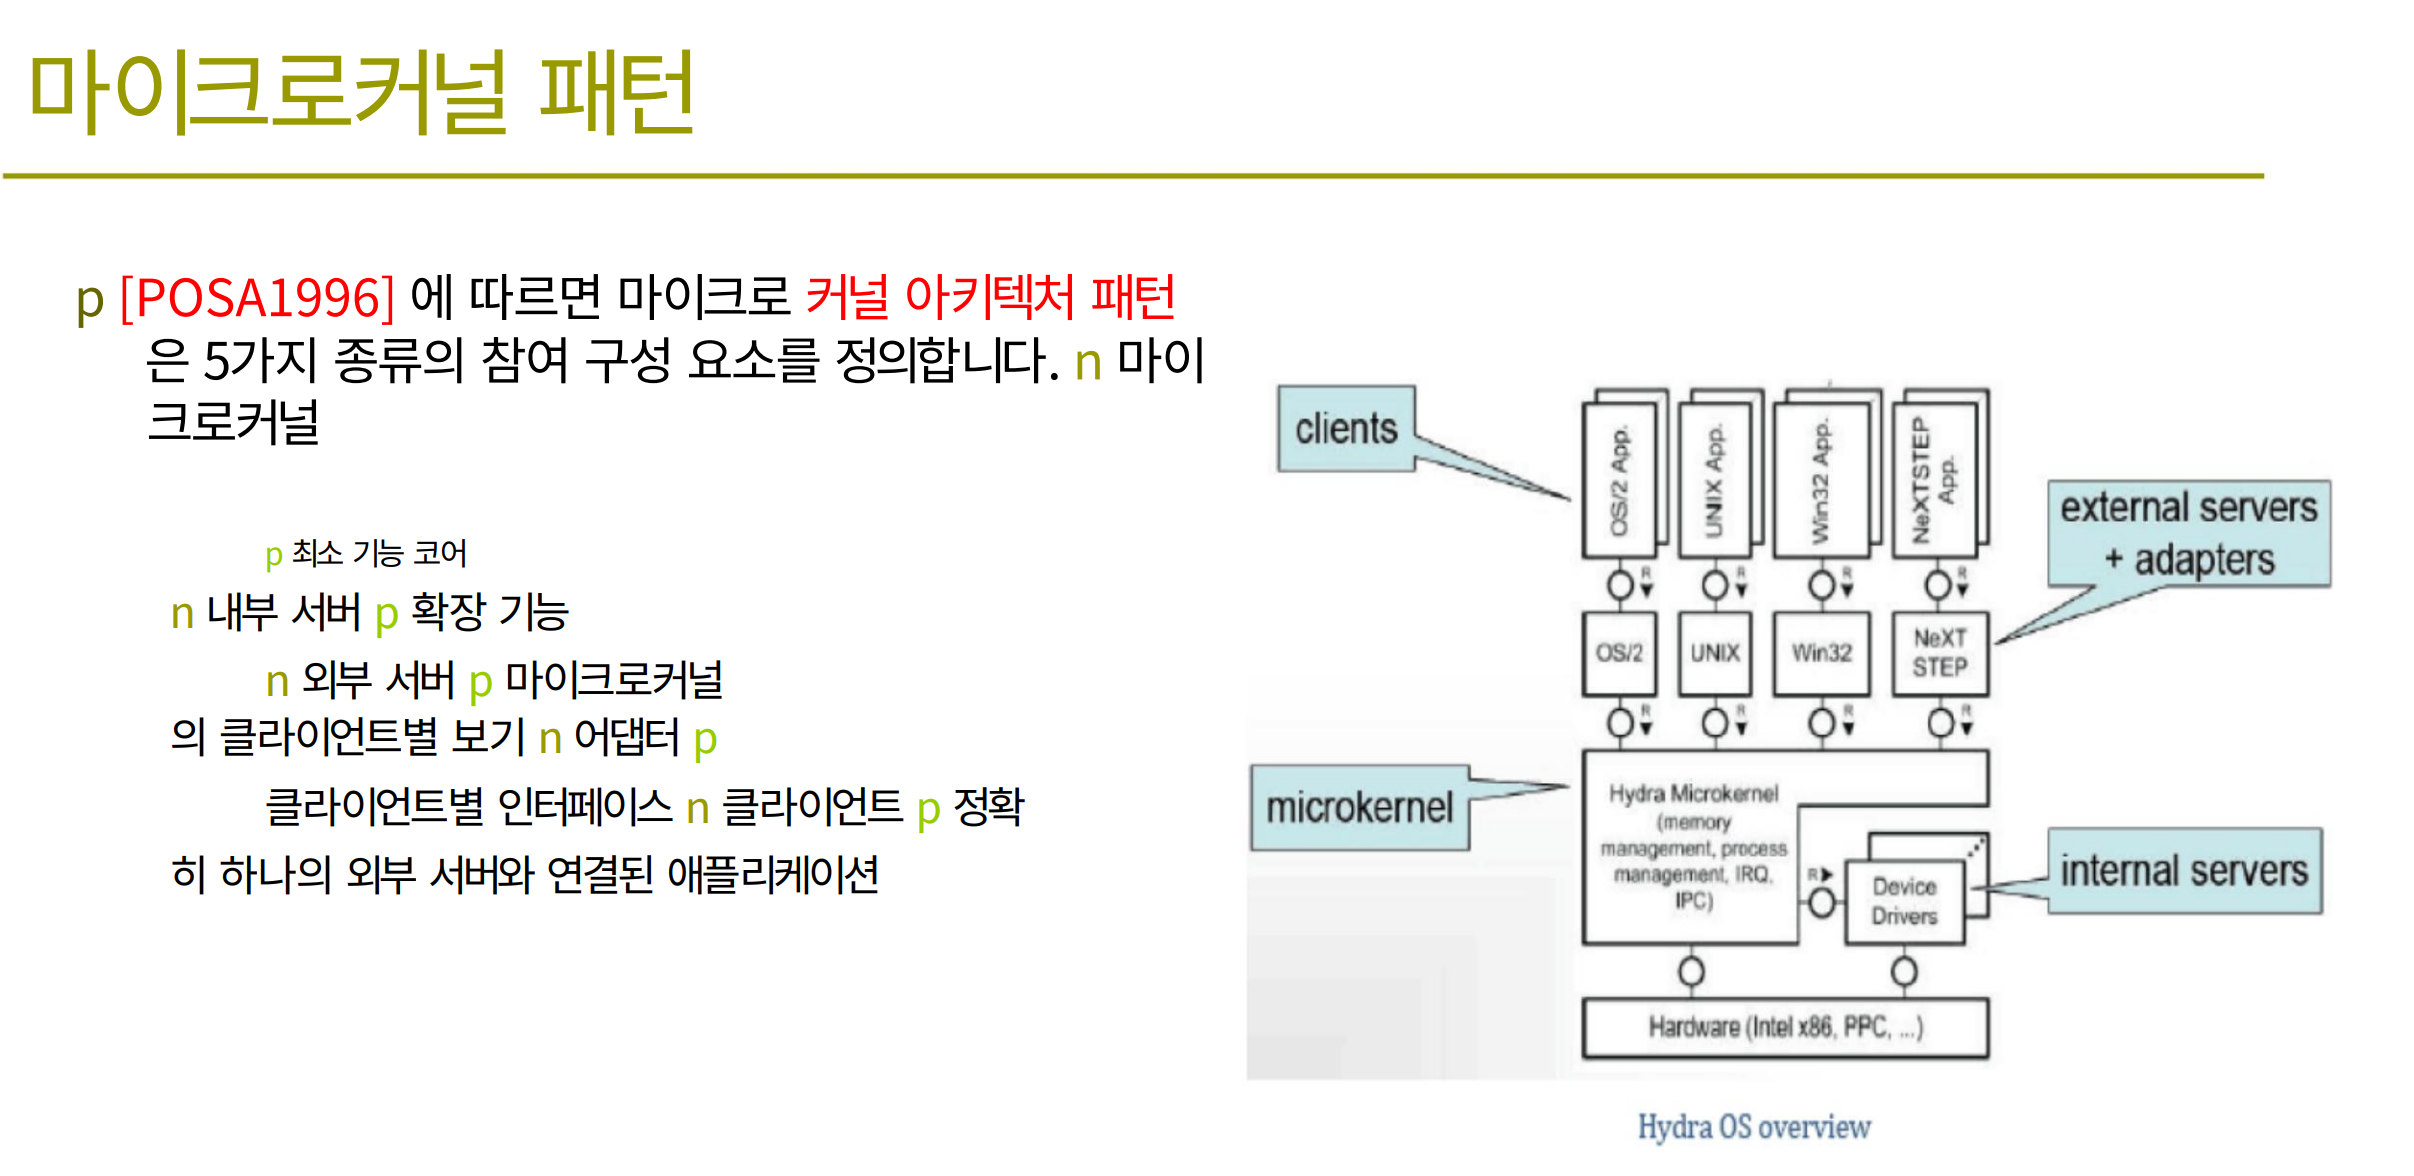 마이크로커널 패턴
p [POSA1996] 에 따르면 마이크로 커널 아키텍처 패턴
은 5가지 종류의 참여 구성 요소를 정의합니다. n 마이
크로커널
p 최소 기능 코어
n 내부 서버 p 확장 기능
n 외부 서버 p 마이크로커널
의 클라이언트별 보기 n 어댑터 p
클라이언트별 인터페이스 n 클라이언트 p 정확
히 하나의 외부 서버와 연결된 애플리케이션
clients
OS/2 App.
UNIX App.
Win32 App.
NeXTSTEP
App.
external servers
+ adapters
R
R
R
R
OS/2
UNIX
Win32
NeXT
STEP
R
R
R
R
microkernel
Hydra Microkernel
(memory
management, process
management, IRQ,
IPC)
R
Device
Drivers
internal servers
Hardware (Intel x86, PPC, ...)
Hydra OS overview